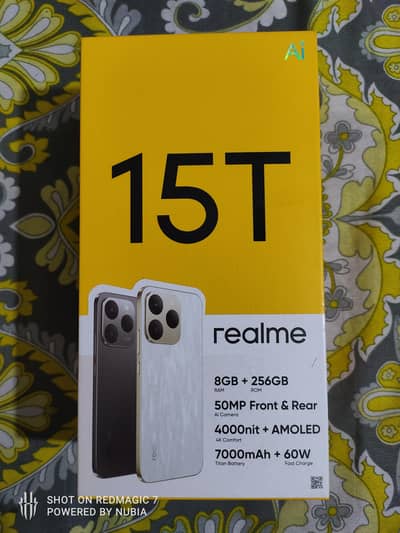 Ai
15T
realme
8GB + 256GB
RAM ROM
50MP Front & Rear
AI Camera
4000nit + AMOLED
4R Comfort
7000mAh + 60W
Titan Battery Fast Charge
SHOT ON REDMAGIC 7
POWERED BY NUBIA